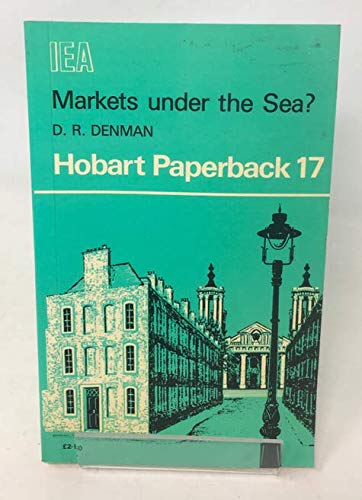 IEA
Markets under the Sea?
D. R. DENMAN
Hobart Paperback 17